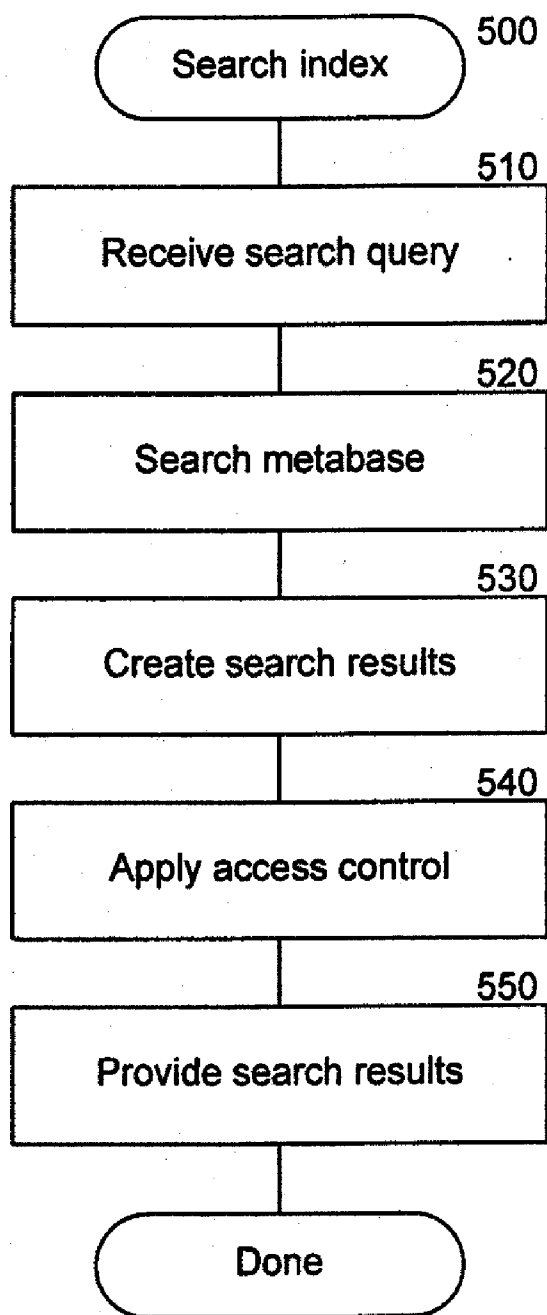 500
Search index
510
Receive search query
520
Search metabase
530
Create search results
540
Apply access control
550
Provide search results
Done